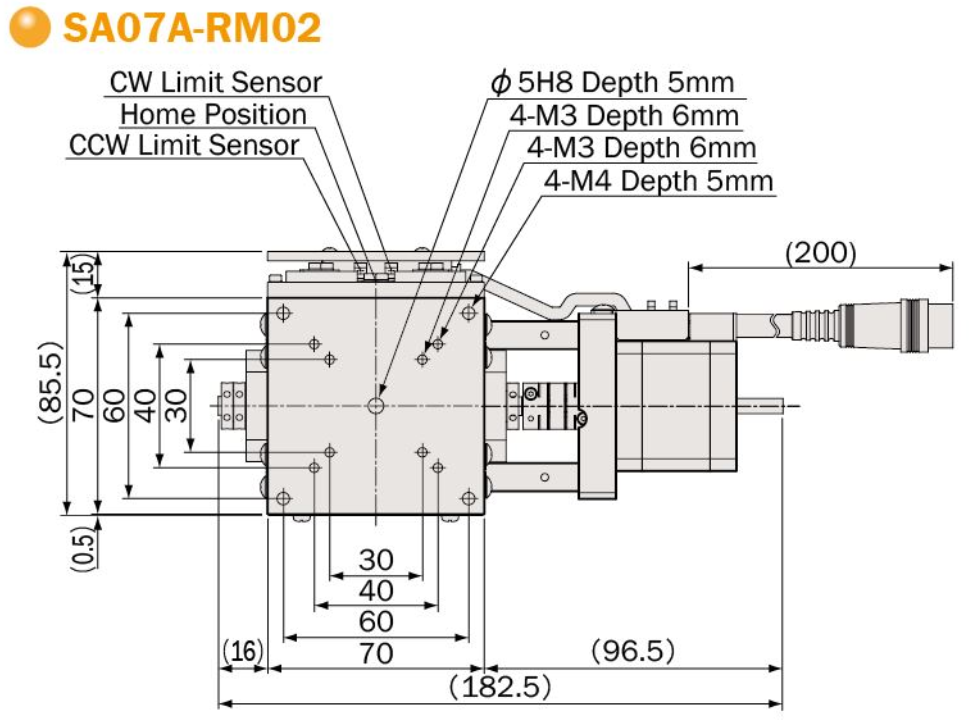 SA07A-RM02
CW Limit Sensor
Home Position
CCW Limit Sensor
ϕ 5H8 Depth 5mm
4-M3 Depth 6mm
4-M3 Depth 6mm
4-M4 Depth 5mm
(200)
(15)
(85.5)
70
60
40
30
(0.5)
30
40
60
(16)
70
(96.5)
(182.5)